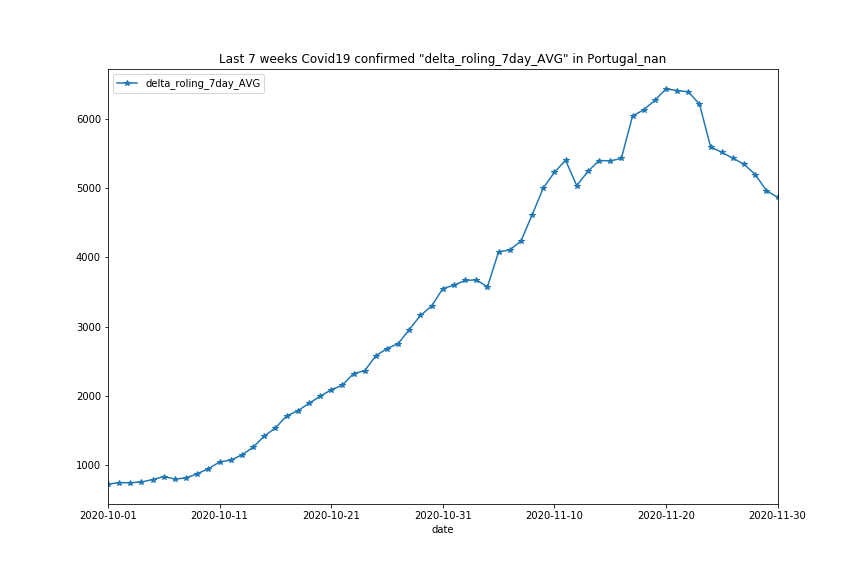 Last 7 weeks Covid19 confirmed "delta_roling_7day_AVG" in Portugal_nan
delta_roling_7day_AVG
6000
5000
4000
3000
2000
1000
2020-10-01 2020-10-11 2020-10-21 2020-10-31 2020-11-10 2020-11-20 2020-11-30
date